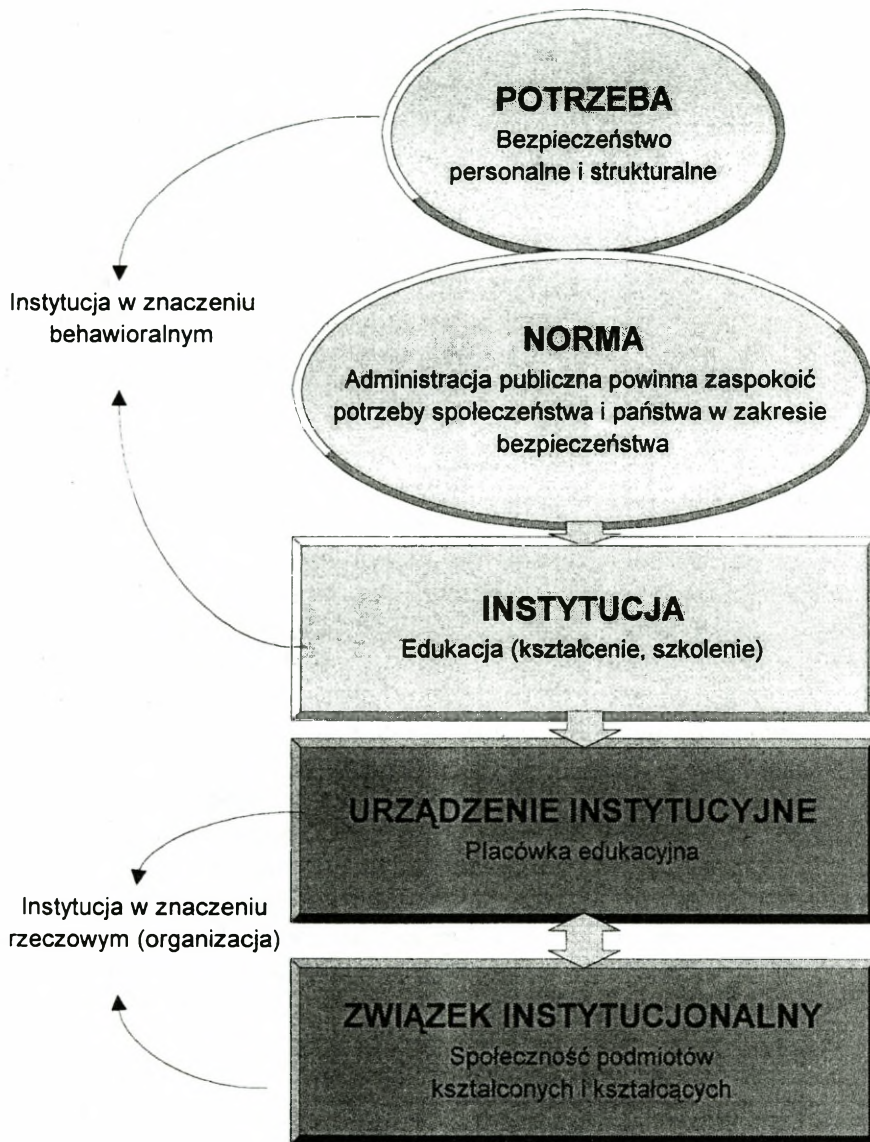 POTRZEBA
Bezpieczeństwo
personalne i strukturalne
Instytucja w znaczeniu
behawioralnym
NORMA
Administracja publiczna powinna zaspokoić
potrzeby społeczeństwa i państwa w zakresie
bezpieczeństwa
INSTYTUCJA
Edukacja (kształcenie, szkolenie)
URZĄDZENIE INSTYTUCYJNE
Placówka edukacyjna
Instytucja w znaczeniu
rzeczowym (organizacja)
ZWIĄZEK INSTYTUCJONALNY
Społeczność podmiotów
kształconych i kształcących